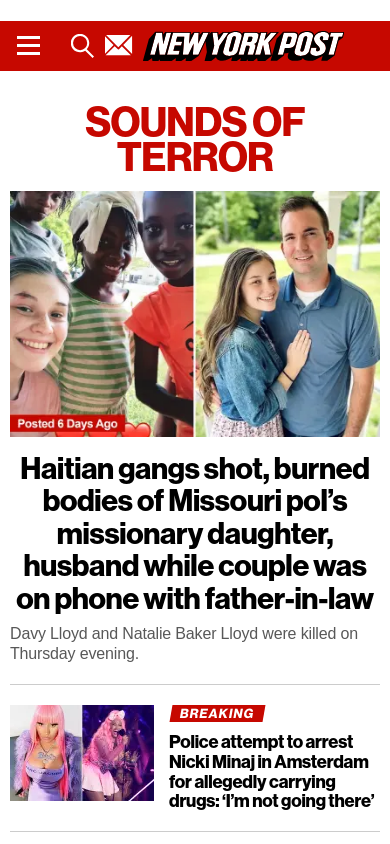 NEW YORK POST
SOUNDS OF
TERROR
Posted 6 Days Ago
Haitian gangs shot, burned
bodies of Missouri pol’s
missionary daughter,
husband while couple was
on phone with father-in-law
Davy Lloyd and Natalie Baker Lloyd were killed on
Thursday evening.
BREAKING
Police attempt to arrest
Nicki Minaj in Amsterdam
for allegedly carrying
drugs: ‘I’m not going there’